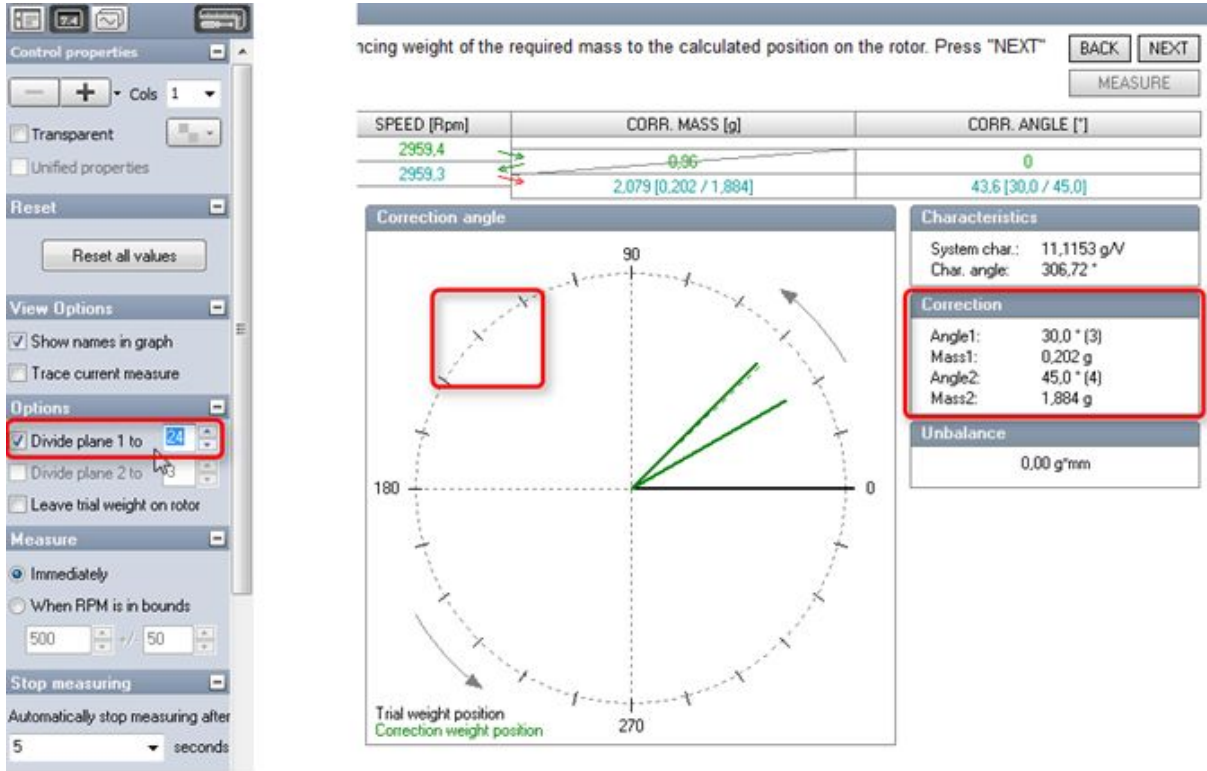 Control properties
Cols 1
Transparent
Unified properties
Reset
Reset all values
View Options
Show names in graph
Trace current measure
Options
Divide plane 1 to 24
Divide plane 2 to 3
Leave trial weight on rotor
Measure
Immediately
When RPM is in bounds
500 +/- 50
Stop measuring
Automatically stop measuring after
5 seconds
ncing weight of the required mass to the calculated position on the rotor. Press "NEXT"
BACK NEXT
MEASURE
SPEED [Rpm] CORR. MASS [g] CORR. ANGLE [°]
2959,4
0,96 0
2959,3
2,079 [0,202 / 1,884] 43,6 [30,0 / 45,0]
Correction angle
90
180
0
270
Trial weight position
Correction weight position
Characteristics
System char.: 11,1153 g/V
Char. angle: 306,72 °
Correction
Angle1: 30,0 ° (3)
Mass1: 0,202 g
Angle2: 45,0 ° (4)
Mass2: 1,884 g
Unbalance
0,00 g*mm